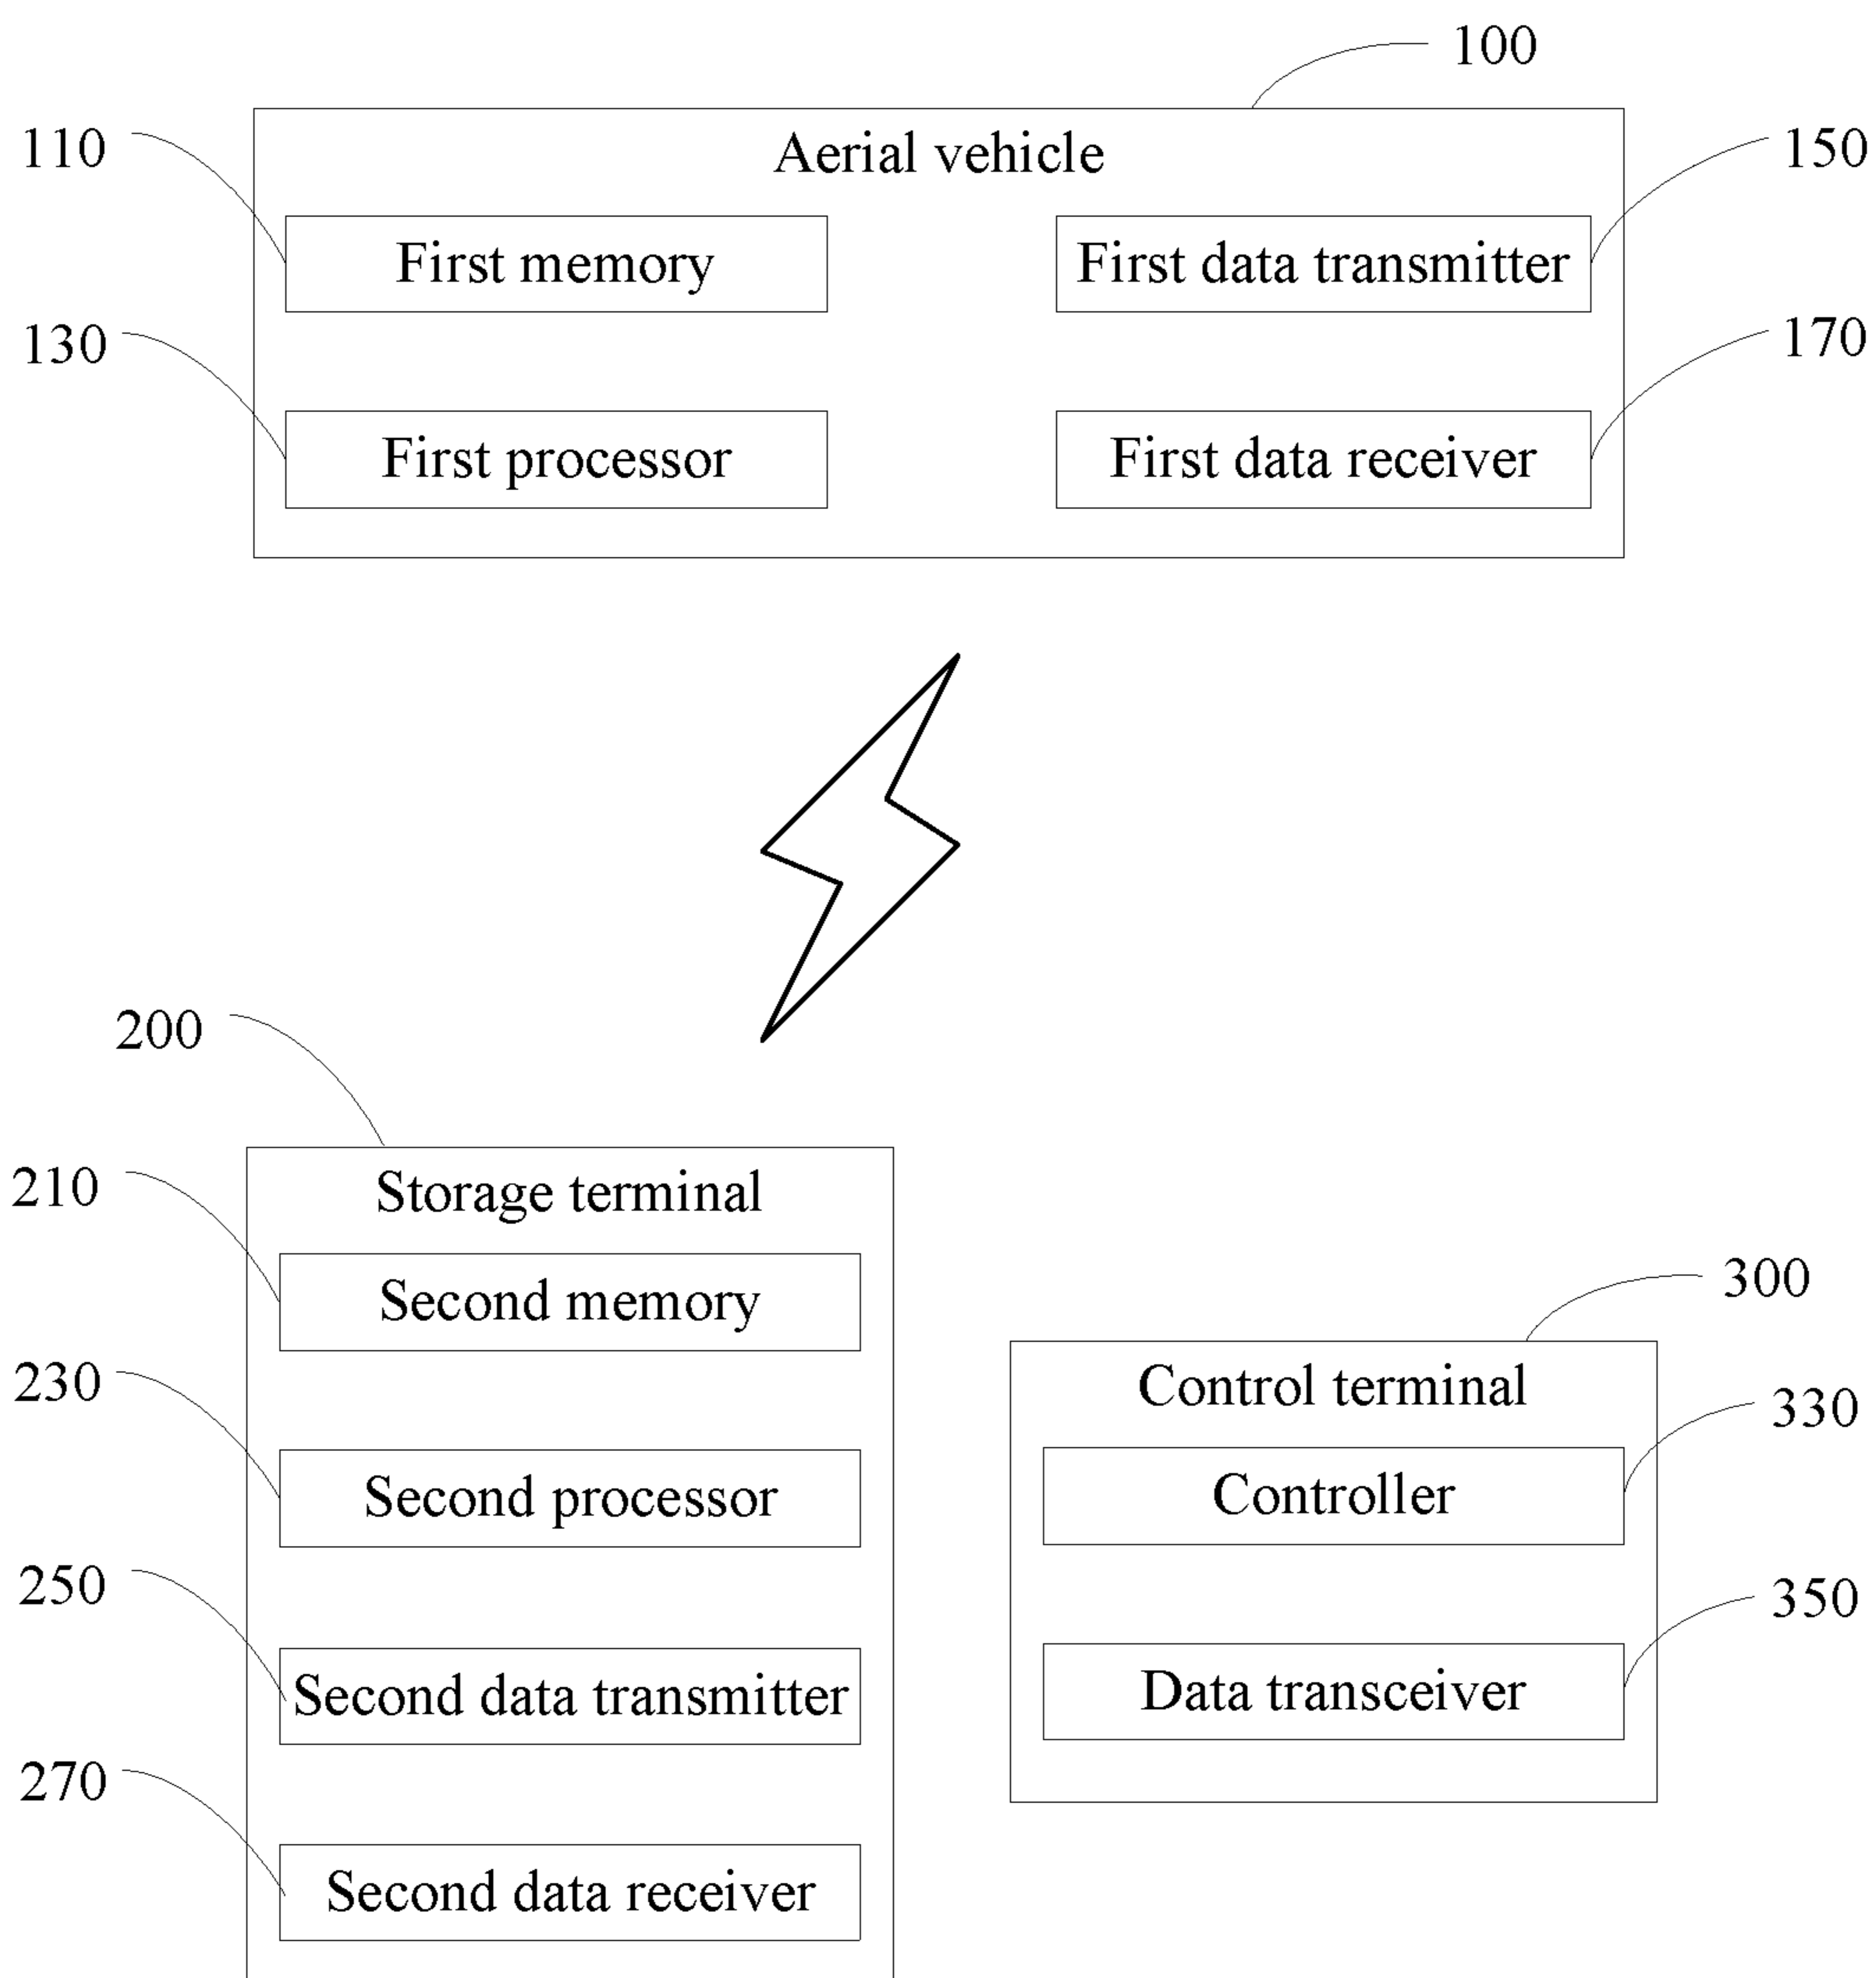 100
Aerial vehicle
110
First memory
First data transmitter
150
130
First processor
First data receiver
170
200
Storage terminal
210
Second memory
230
Second processor
250
Second data transmitter
270
Second data receiver
300
Control terminal
330
Controller
350
Data transceiver